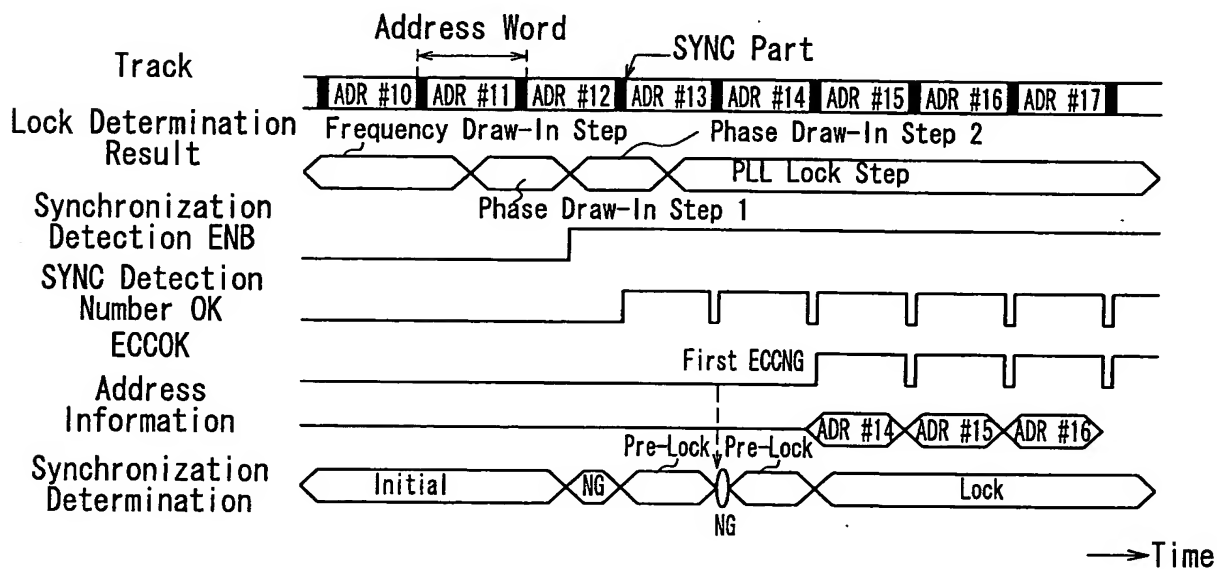 Address Word
SYNC Part
Track
ADR #10 ADR #11 ADR #12 ADR #13 ADR #14 ADR #15 ADR #16 ADR #17
Lock Determination
Result
Frequency Draw-In Step
Phase Draw-In Step 2
PLL Lock Step
Phase Draw-In Step 1
Synchronization
Detection ENB
SYNC Detection
Number OK
ECCOK
First ECCNG
Address
Information
ADR #14 ADR #15 ADR #16
Pre-Lock Pre-Lock
Synchronization
Determination
Initial NG Lock
NG
Time